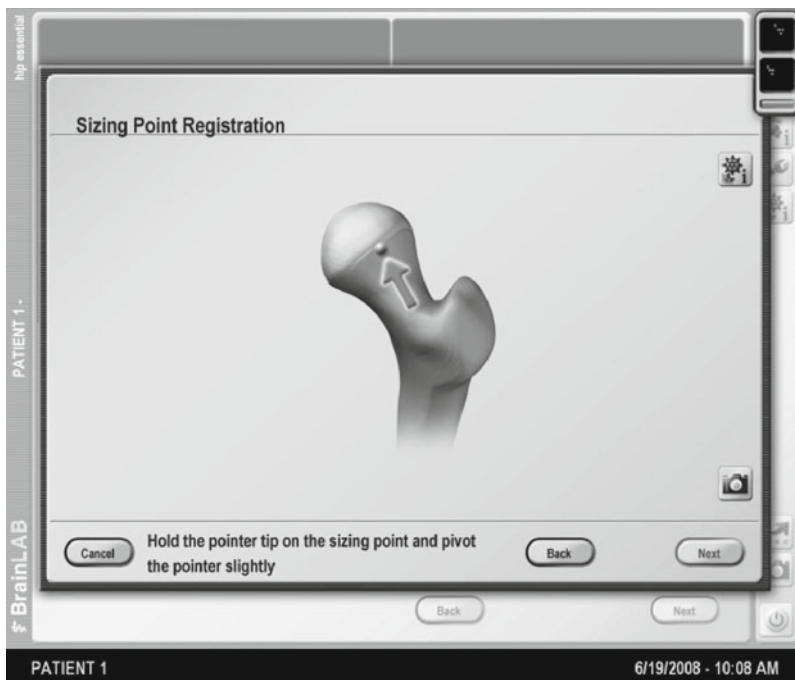 hip essential
Sizing Point Registration
PATIENT 1 -
BrainLAB
Cancel
Hold the pointer tip on the sizing point and pivot
the pointer slightly
Back
Next
Back
Next
PATIENT 1
6/19/2008 - 10:08 AM